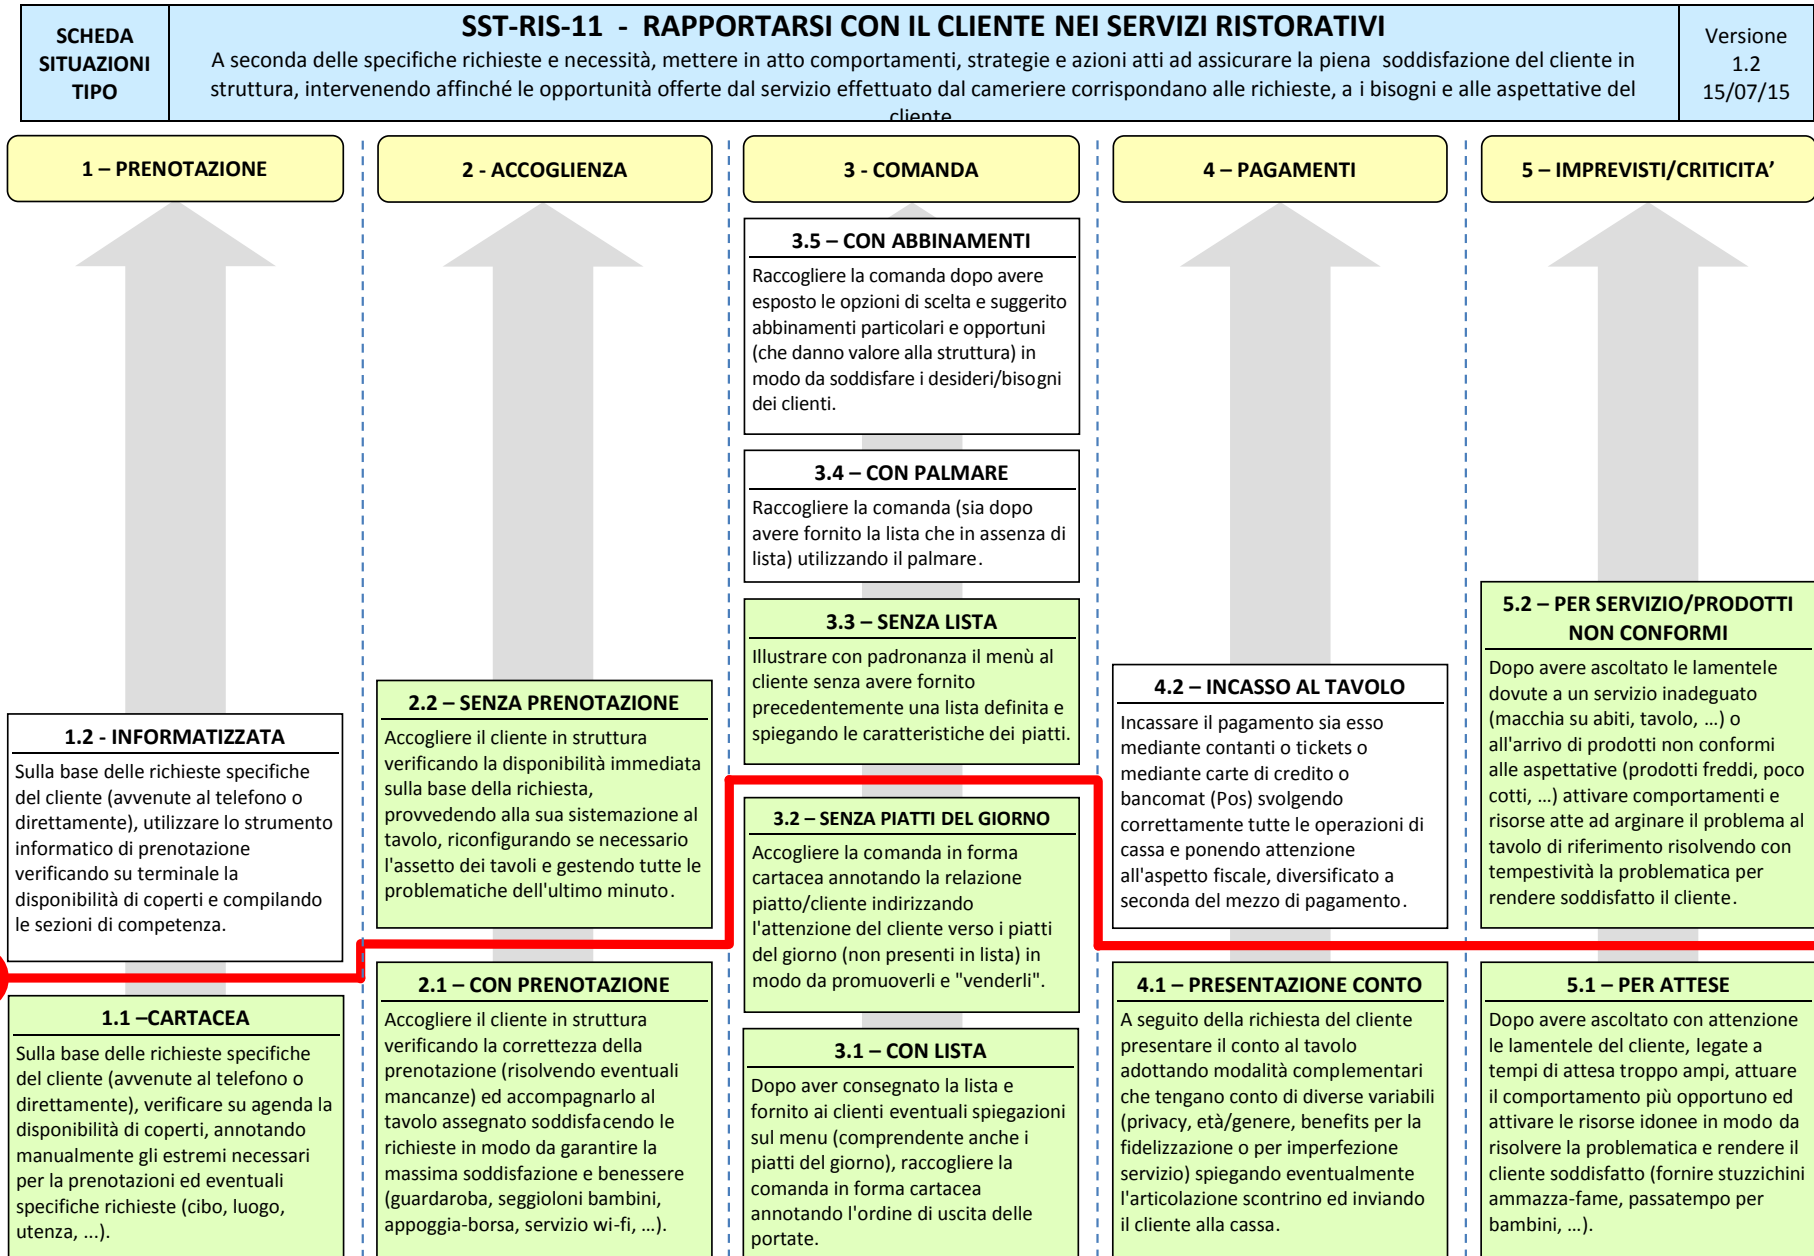 SCHEDA
SITUAZIONI
TIPO
SST-RIS-11 - RAPPORTARSI CON IL CLIENTE NEI SERVIZI RISTORATIVI
A seconda delle specifiche richieste e necessità, mettere in atto comportamenti, strategie e azioni atti ad assicurare la piena soddisfazione del cliente in
struttura, intervenendo affinché le opportunità offerte dal servizio effettuato dal cameriere corrispondano alle richieste, a i bisogni e alle aspettative del
cliente
Versione
1.2
15/07/15
1 – PRENOTAZIONE
1.2 - INFORMATIZZATA
Sulla base delle richieste specifiche
del cliente (avvenute al telefono o
direttamente), utilizzare lo strumento
informatico di prenotazione
verificando su terminale la
disponibilità di coperti e compilando
le sezioni di competenza.
1.1 –CARTACEA
Sulla base delle richieste specifiche
del cliente (avvenute al telefono o
direttamente), verificare su agenda la
disponibilità di coperti, annotando
manualmente gli estremi necessari
per la prenotazioni ed eventuali
specifiche richieste (cibo, luogo,
utenza, ...).
2 - ACCOGLIENZA
2.2 – SENZA PRENOTAZIONE
Accogliere il cliente in struttura
verificando la disponibilità immediata
sulla base della richiesta,
provvedendo alla sua sistemazione al
tavolo, riconfigurando se necessario
l'assetto dei tavoli e gestendo tutte le
problematiche dell'ultimo minuto.
2.1 – CON PRENOTAZIONE
Accogliere il cliente in struttura
verificando la correttezza della
prenotazione (risolvendo eventuali
mancanze) ed accompagnarlo al
tavolo assegnato soddisfacendo le
richieste in modo da garantire la
massima soddisfazione e benessere
(guardaroba, seggioloni bambini,
appoggia-borsa, servizio wi-fi, …).
3 - COMANDA
3.5 – CON ABBINAMENTI
Raccogliere la comanda dopo avere
esposto le opzioni di scelta e suggerito
abbinamenti particolari e opportuni
(che danno valore alla struttura) in
modo da soddisfare i desideri/bisogni
dei clienti.
3.4 – CON PALMARE
Raccogliere la comanda (sia dopo
avere fornito la lista che in assenza di
lista) utilizzando il palmare.
3.3 – SENZA LISTA
Illustrare con padronanza il menù al
cliente senza avere fornito
precedentemente una lista definita e
spiegando le caratteristiche dei piatti.
3.2 – SENZA PIATTI DEL GIORNO
Accogliere la comanda in forma
cartacea annotando la relazione
piatto/cliente indirizzando
l'attenzione del cliente verso i piatti
del giorno (non presenti in lista) in
modo da promuoverli e "venderli".
3.1 – CON LISTA
Dopo aver consegnato la lista e
fornito ai clienti eventuali spiegazioni
sul menu (comprendente anche i
piatti del giorno), raccogliere la
comanda in forma cartacea
annotando l'ordine di uscita delle
portate.
4 – PAGAMENTI
4.2 – INCASSO AL TAVOLO
Incassare il pagamento sia esso
mediante contanti o tickets o
mediante carte di credito o
bancomat (Pos) svolgendo
correttamente tutte le operazioni di
cassa e ponendo attenzione
all'aspetto fiscale, diversificato a
seconda del mezzo di pagamento.
4.1 – PRESENTAZIONE CONTO
A seguito della richiesta del cliente
presentare il conto al tavolo
adottando modalità complementari
che tengano conto di diverse variabili
(privacy, età/genere, benefits per la
fidelizzazione o per imperfezione
servizio) spiegando eventualmente
l'articolazione scontrino ed inviando
il cliente alla cassa.
5 – IMPREVISTI/CRITICITA’
5.2 – PER SERVIZIO/PRODOTTI
NON CONFORMI
Dopo avere ascoltato le lamentele
dovute a un servizio inadeguato
(macchia su abiti, tavolo, …) o
all'arrivo di prodotti non conformi
alle aspettative (prodotti freddi, poco
cotti, …) attivare comportamenti e
risorse atte ad arginare il problema al
tavolo di riferimento risolvendo con
tempestività la problematica per
rendere soddisfatto il cliente.
5.1 – PER ATTESE
Dopo avere ascoltato con attenzione
le lamentele del cliente, legate a
tempi di attesa troppo ampi, attuare
il comportamento più opportuno ed
attivare le risorse idonee in modo da
risolvere la problematica e rendere il
cliente soddisfatto (fornire stuzzichini
ammazza-fame, passatempo per
bambini, …).